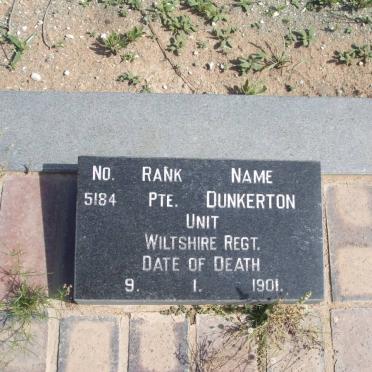 No. RANK NAME
5184 PTE. DUNKERTON
UNIT
WILTSHIRE REGT.
DATE OF DEATH
9. 1. 1901.